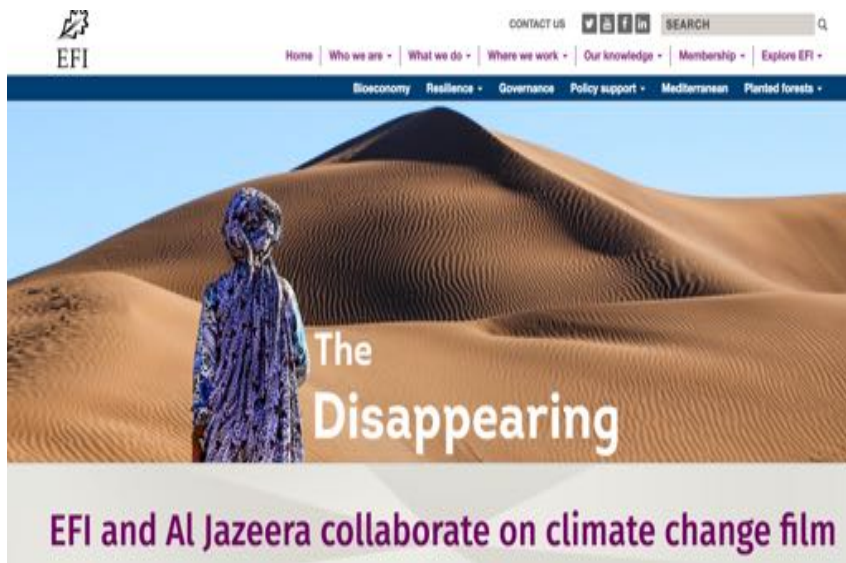 CONTACT US
SEARCH
EFI
Home
Who we are
What we do
Where we work
Our knowledge
Membership
Explore EFI
Bioeconomy
Resilience
Governance
Policy support
Mediterranean
Planted forests
The
Disappearing
EFI and Al Jazeera collaborate on climate change film